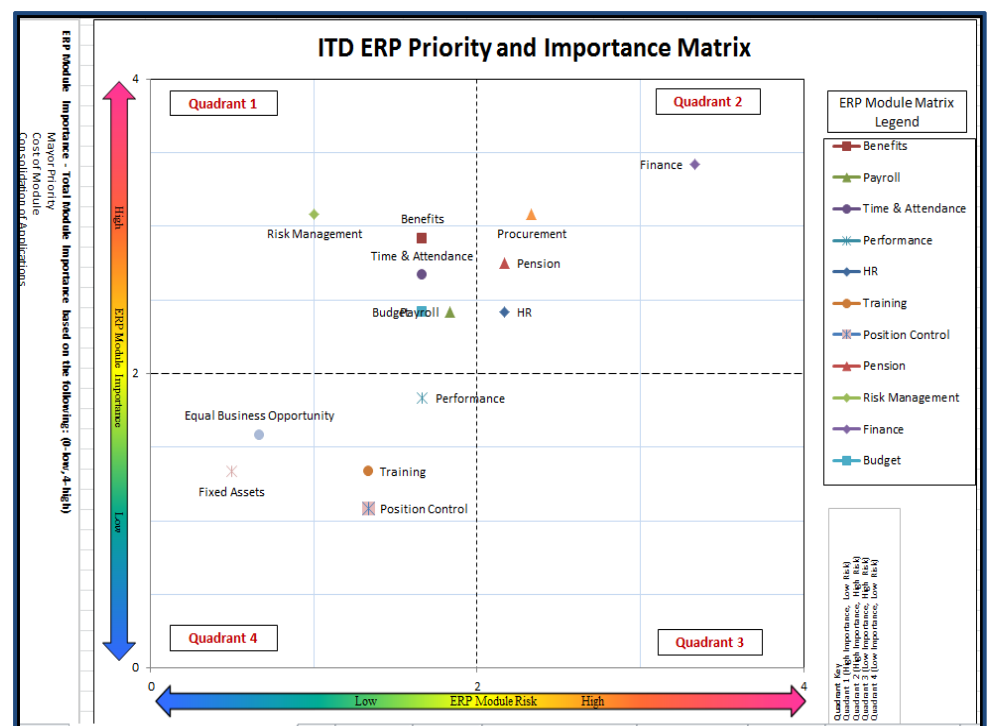 ITD ERP Priority and Importance Matrix
ERP Module Importance - Total Module Importance based on the following: (0-low, 4-high)
Mayor Priority
Cost of Module
Consolidation of Applications
High
ERP Module Importance
Low
4
2
0
Quadrant 1
Quadrant 2
Finance
Risk Management
Benefits
Procurement
Time & Attendance
Pension
Budget
Payroll
HR
Performance
Equal Business Opportunity
Training
Fixed Assets
Position Control
Quadrant 4
Quadrant 3
0
2
4
Low
ERP Module Risk
High
ERP Module Matrix
Legend
Benefits
Payroll
Time & Attendance
Performance
HR
Training
Position Control
Pension
Risk Management
Finance
Budget
Quadrant Key
Quadrant 1 (High Importance, Low Risk)
Quadrant 2 (High Importance, High Risk)
Quadrant 3 (Low Importance, High Risk)
Quadrant 4 (Low Importance, Low Risk)